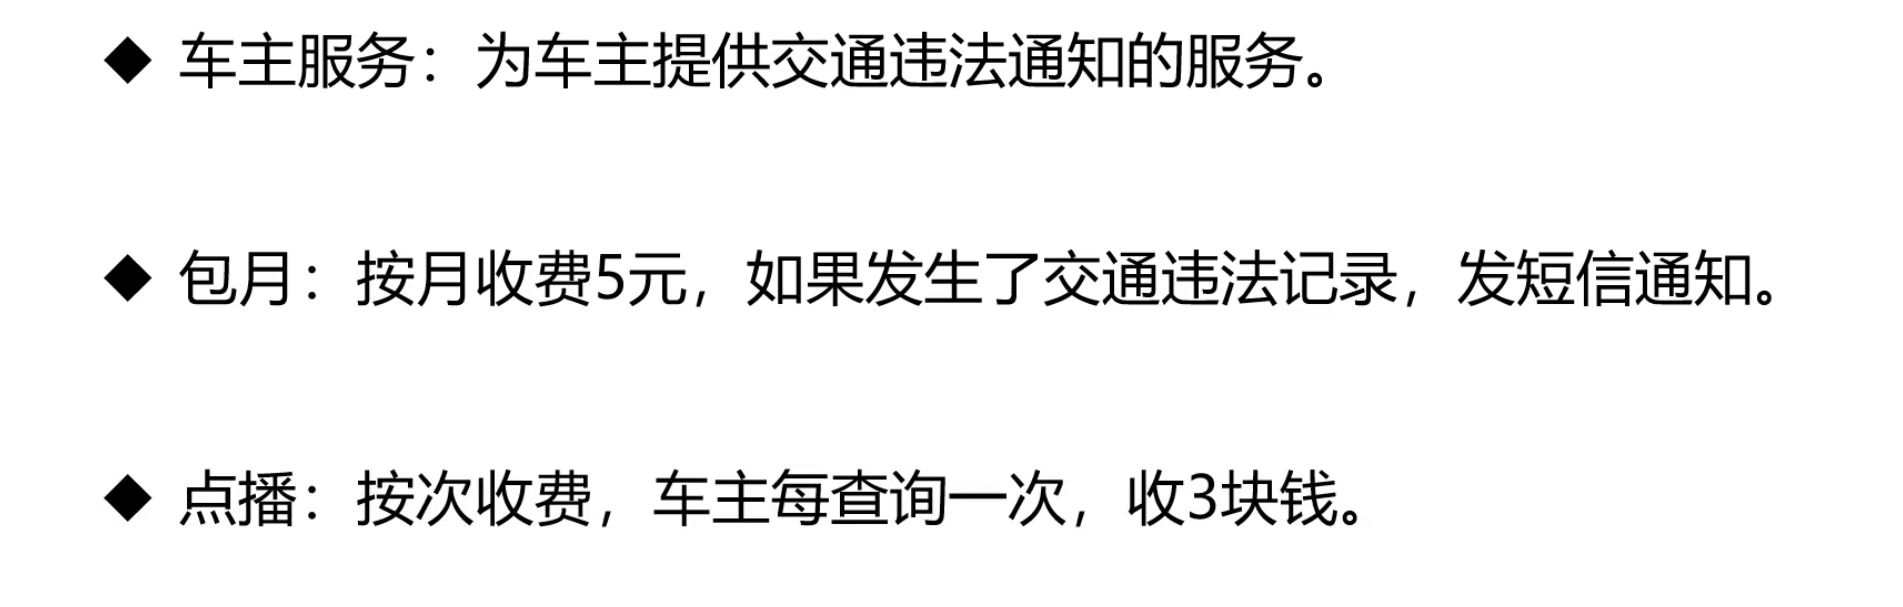 ◆ 车主服务：为车主提供交通违法通知的服务。
◆ 包月：按月收费5元，如果发生了交通违法记录，发短信通知。
◆ 点播：按次收费，车主每查询一次，收3块钱。